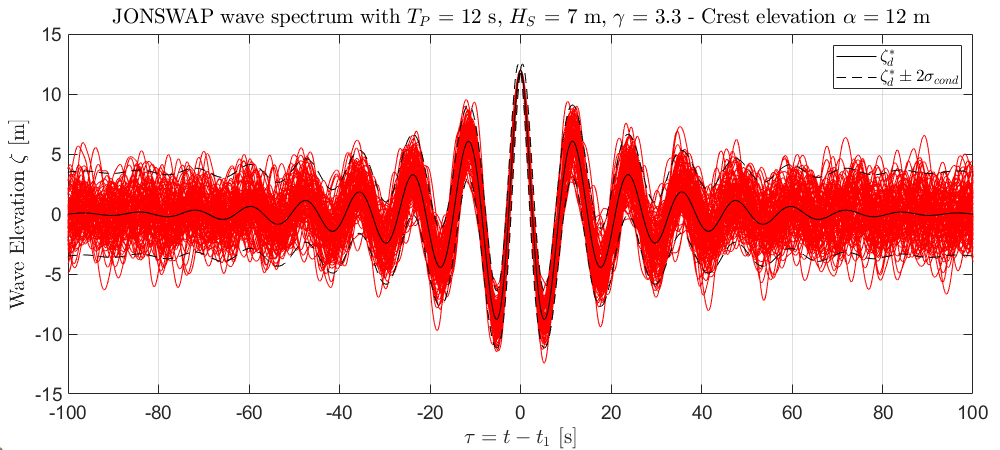 JONSWAP wave spectrum with T_P = 12 s, H_S = 7 m, γ = 3.3 - Crest elevation α = 12 m
ζ_d^*
ζ_d^* ± 2σ_cond
Wave Elevation ζ [m]
15
10
5
0
-5
-10
-15
-100 -80 -60 -40 -20 0 20 40 60 80 100
τ = t − t_1 [s]